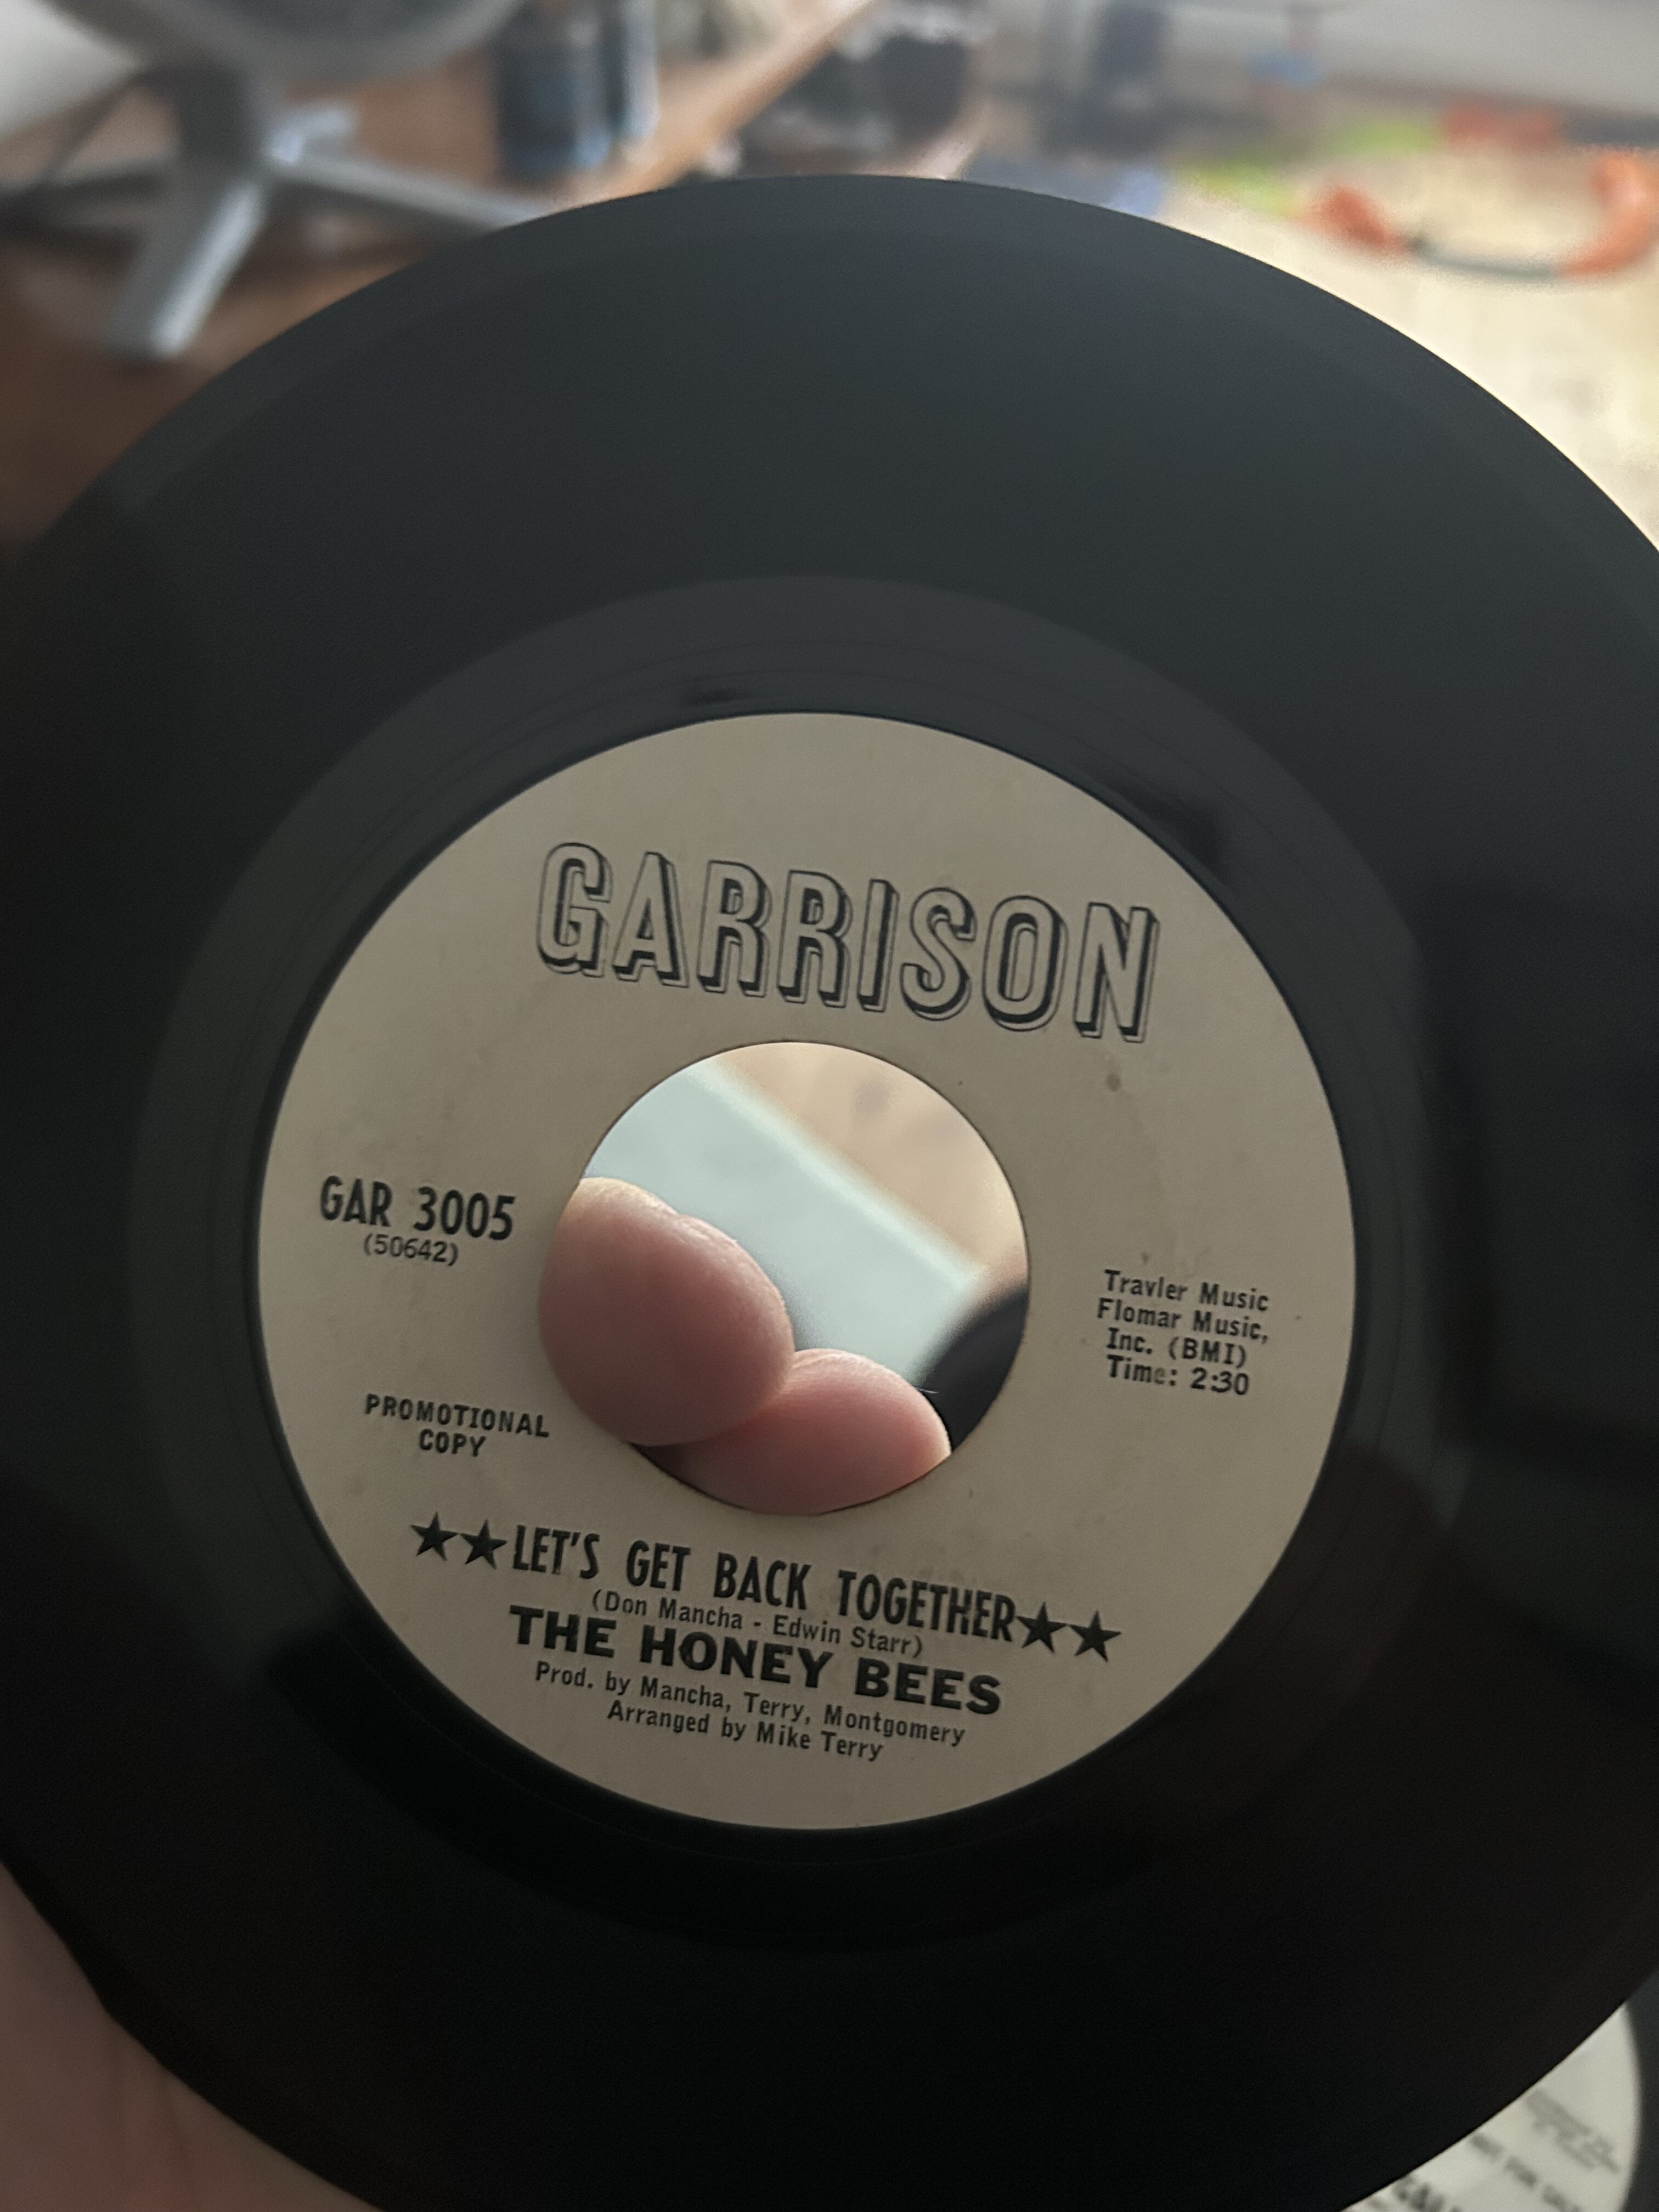 GARRISON
GAR 3005
(50642)
Travler Music
Flomar Music,
Inc. (BMI)
Time: 2:30
PROMOTIONAL
COPY
★★LET'S GET BACK TOGETHER★★
(Don Mancha - Edwin Starr)
THE HONEY BEES
Prod. by Mancha, Terry, Montgomery
Arranged by Mike Terry